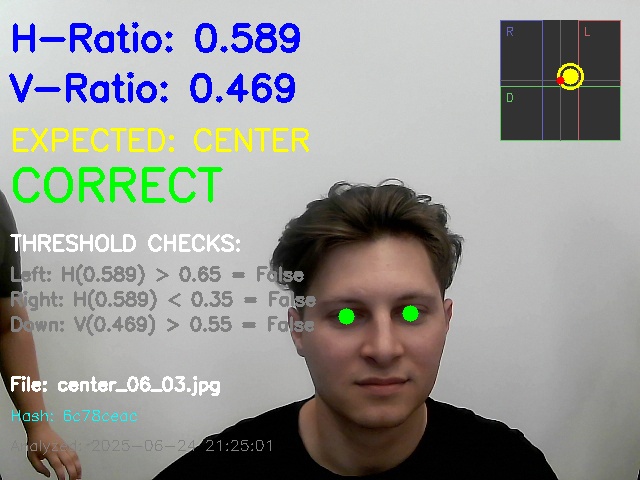 H-Ratio: 0.589
V-Ratio: 0.469
EXPECTED: CENTER
CORRECT
THRESHOLD CHECKS:
Left: H(0.589) > 0.65 = False
Right: H(0.589) < 0.35 = False
Down: V(0.469) > 0.55 = False
File: center_06_03.jpg
Hash: 6c78ceac
Analyzed: 2025-06-24 21:25:01
R
L
D